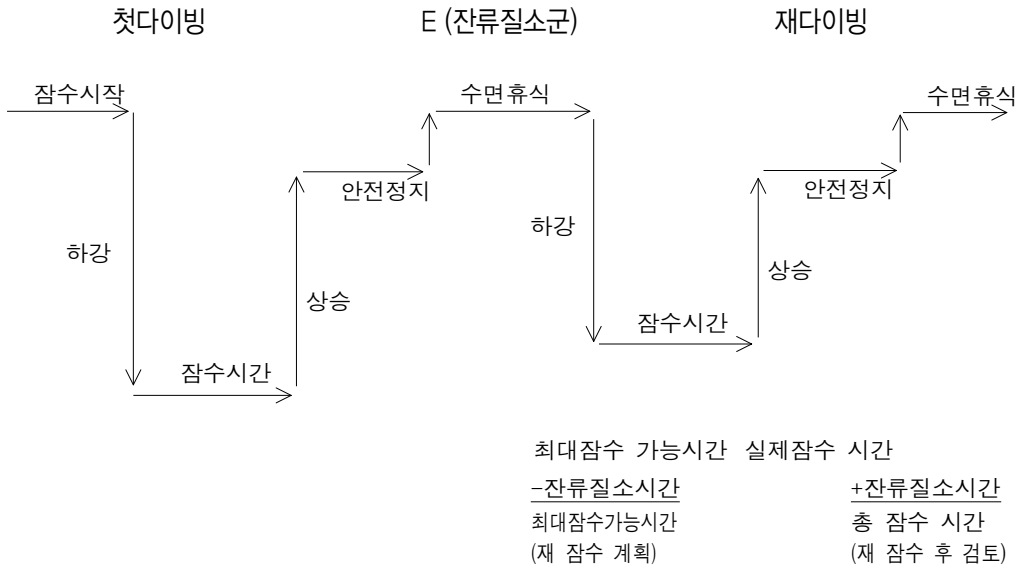 첫다이빙 E (잔류질소군) 재다이빙
잠수시작 수면휴식 수면휴식
안전정지 안전정지
하강 하강
상승 상승
잠수시간
잠수시간
최대잠수 가능시간 실제잠수 시간
-잔류질소시간 +잔류질소시간
최대잠수가능시간 총 잠수 시간
(재 잠수 계획) (재 잠수 후 검토)